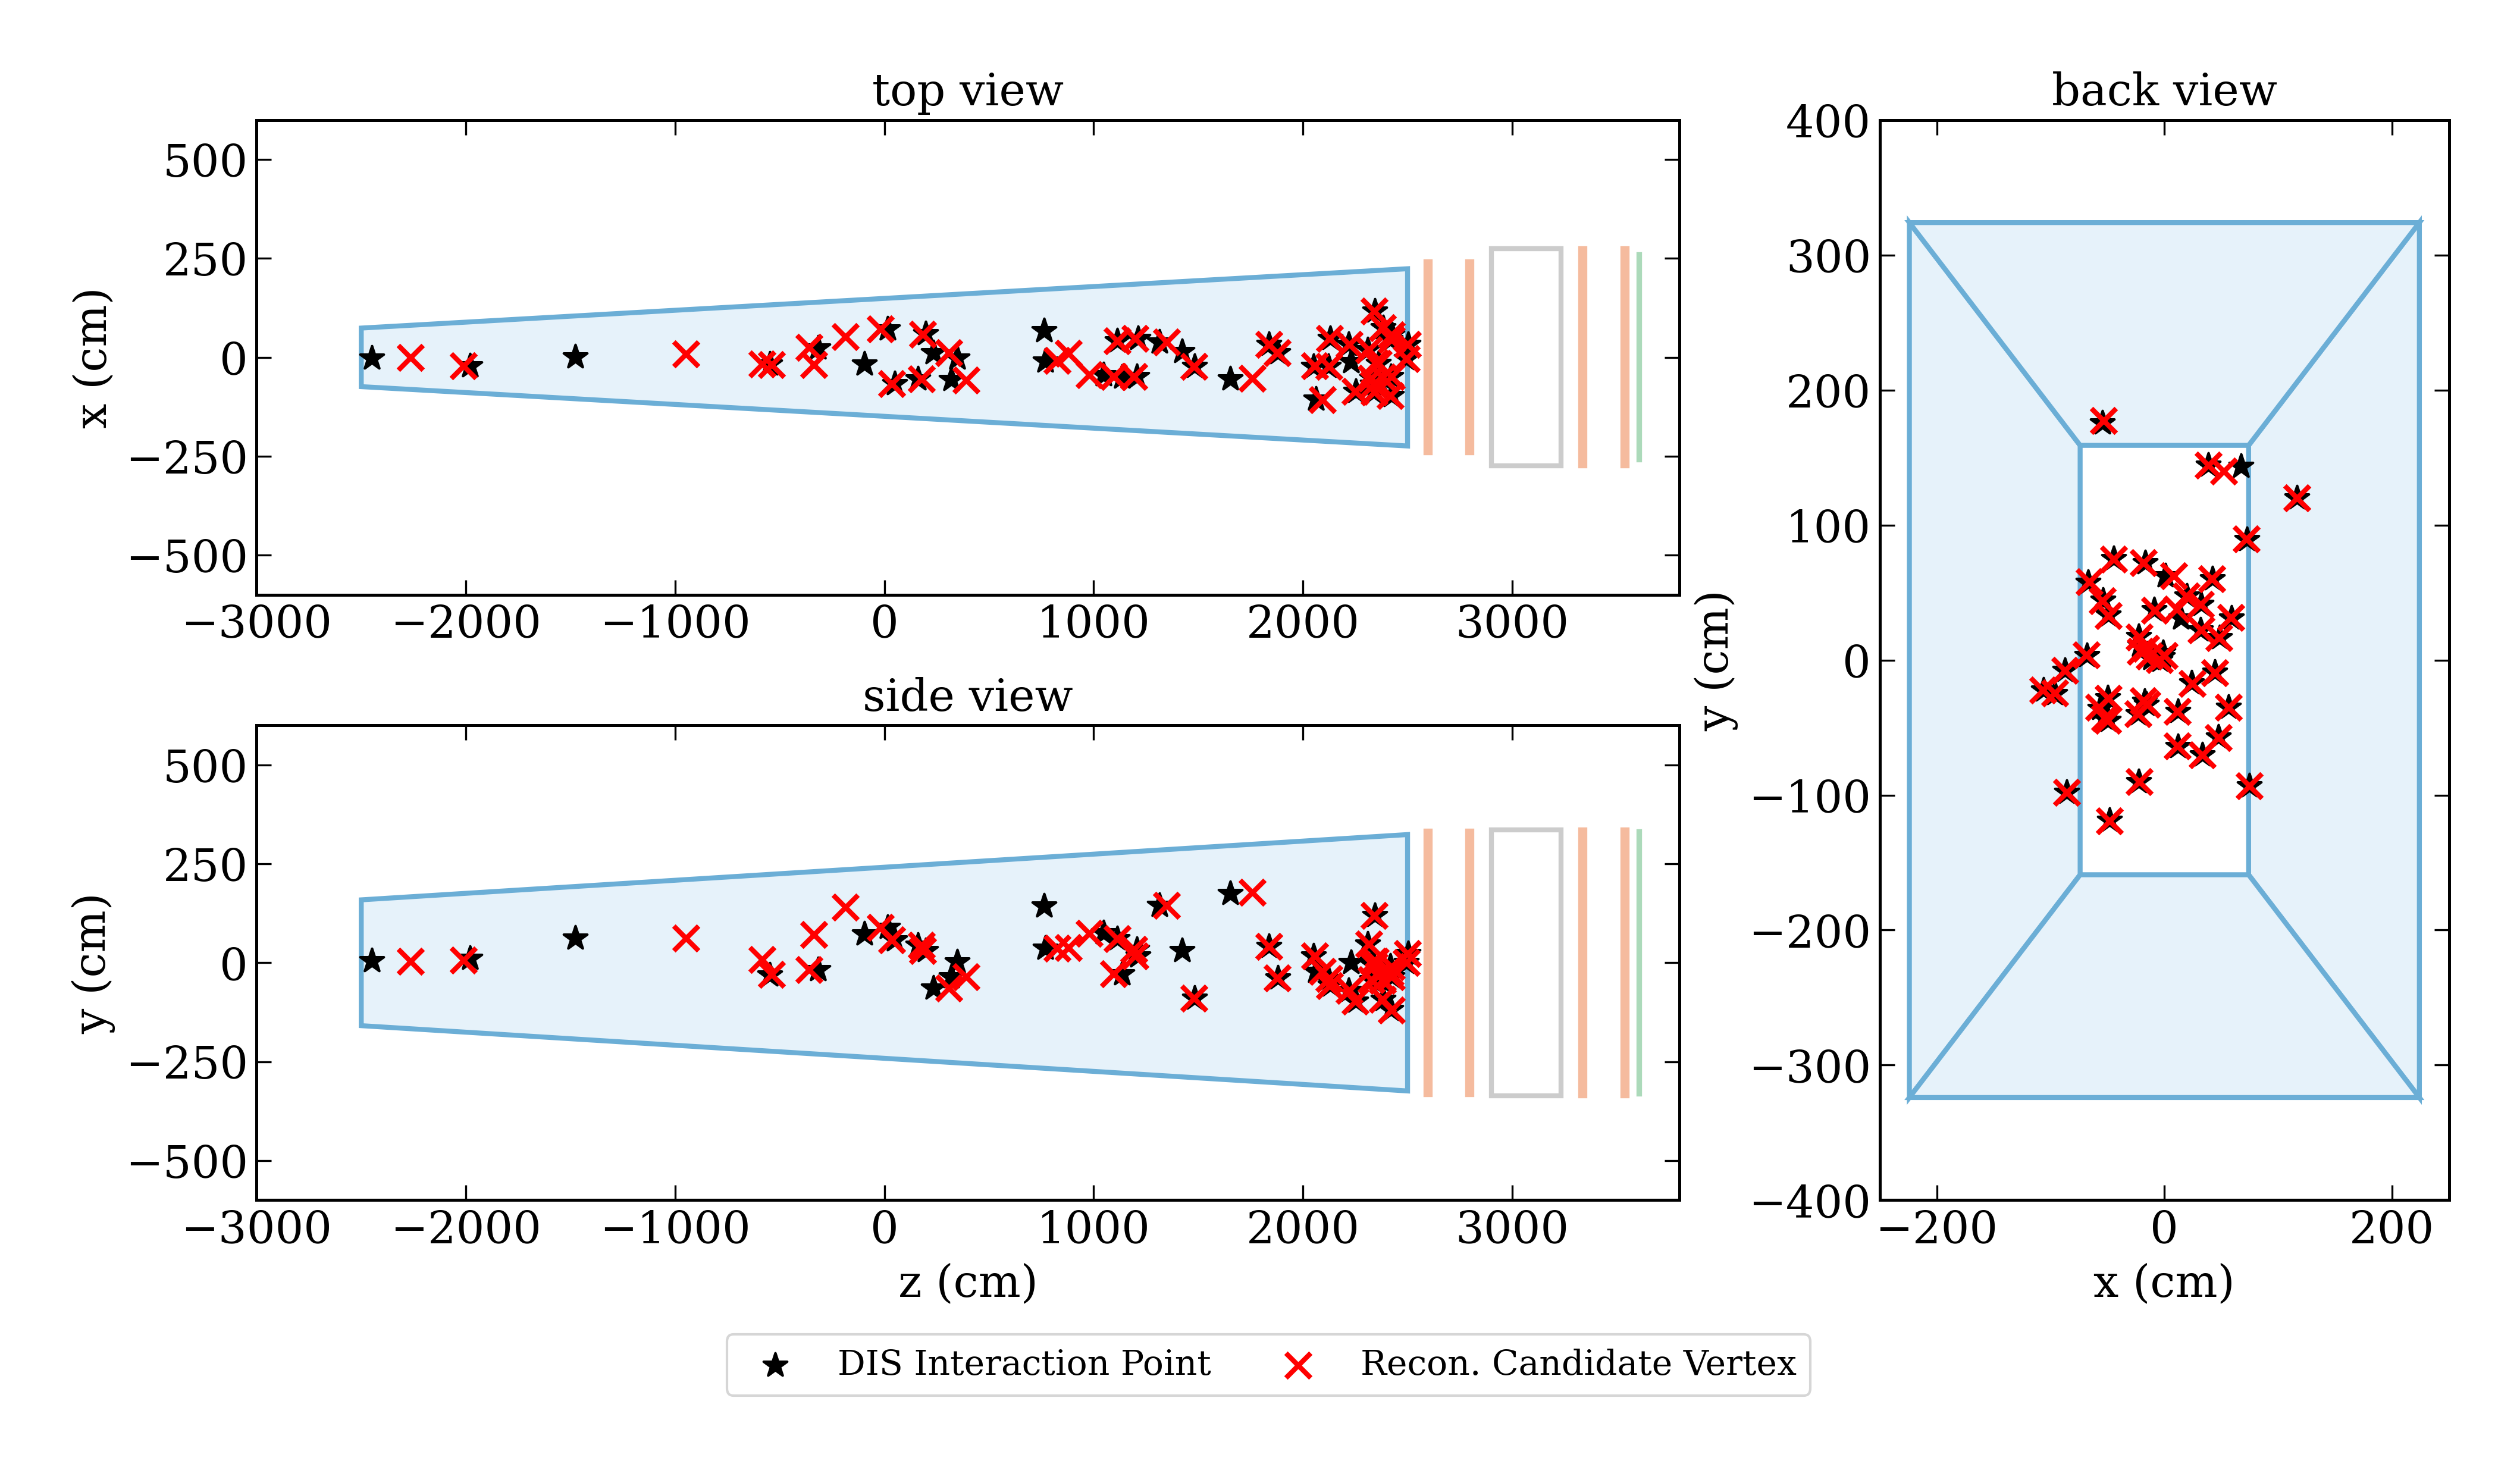 top view
x (cm)
500
250
0
−250
−500
−3000 −2000 −1000 0 1000 2000 3000
side view
y (cm)
500
250
0
−250
−500
−3000 −2000 −1000 0 1000 2000 3000
z (cm)
back view
y (cm)
400
300
200
100
0
−100
−200
−300
−400
−200 0 200
x (cm)
DIS Interaction Point Recon. Candidate Vertex